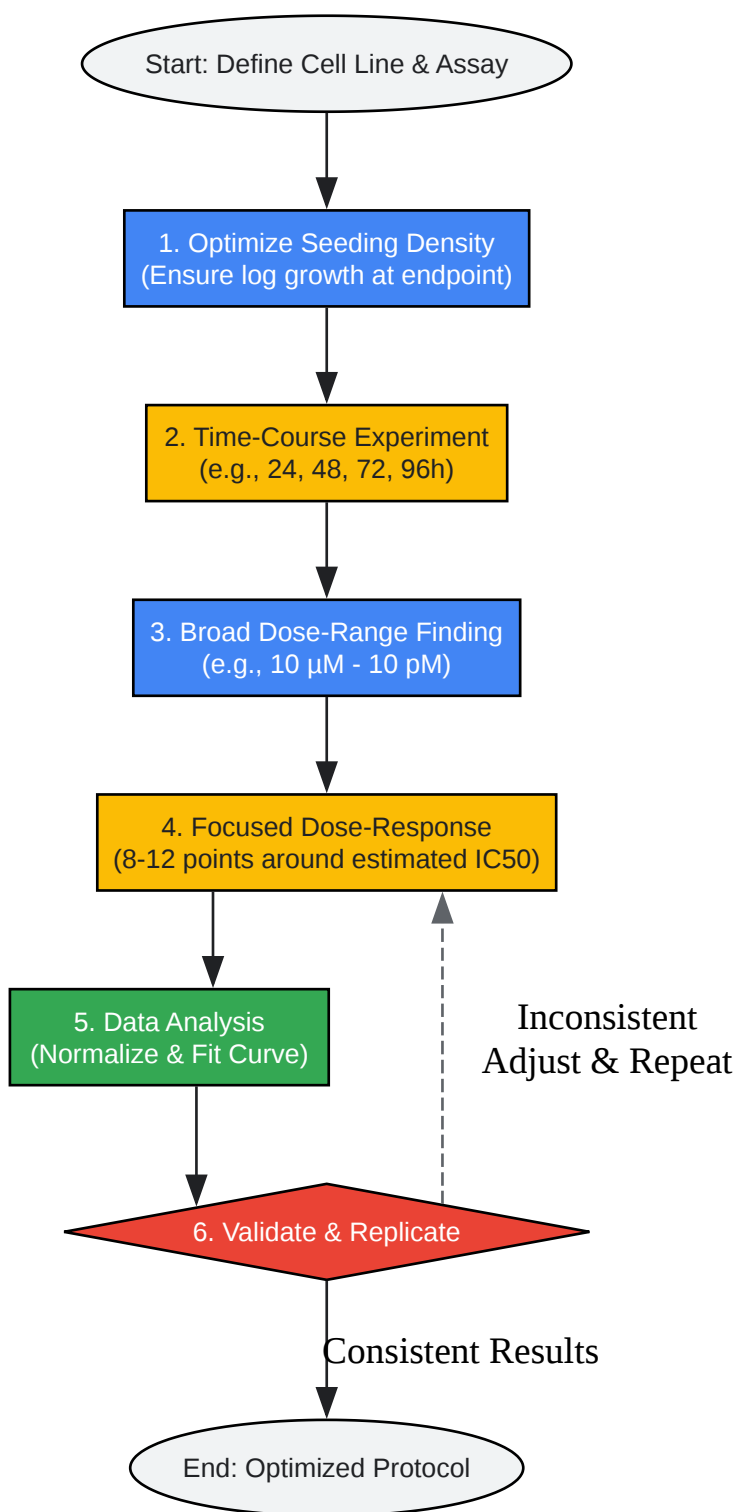 Start: Define Cell Line & Assay
1. Optimize Seeding Density
(Ensure log growth at endpoint)
2. Time-Course Experiment
(e.g., 24, 48, 72, 96h)
3. Broad Dose-Range Finding
(e.g., 10 µM - 10 pM)
4. Focused Dose-Response
(8-12 points around estimated IC50)
5. Data Analysis
(Normalize & Fit Curve)
Inconsistent
Adjust & Repeat
6. Validate & Replicate
Consistent Results
End: Optimized Protocol